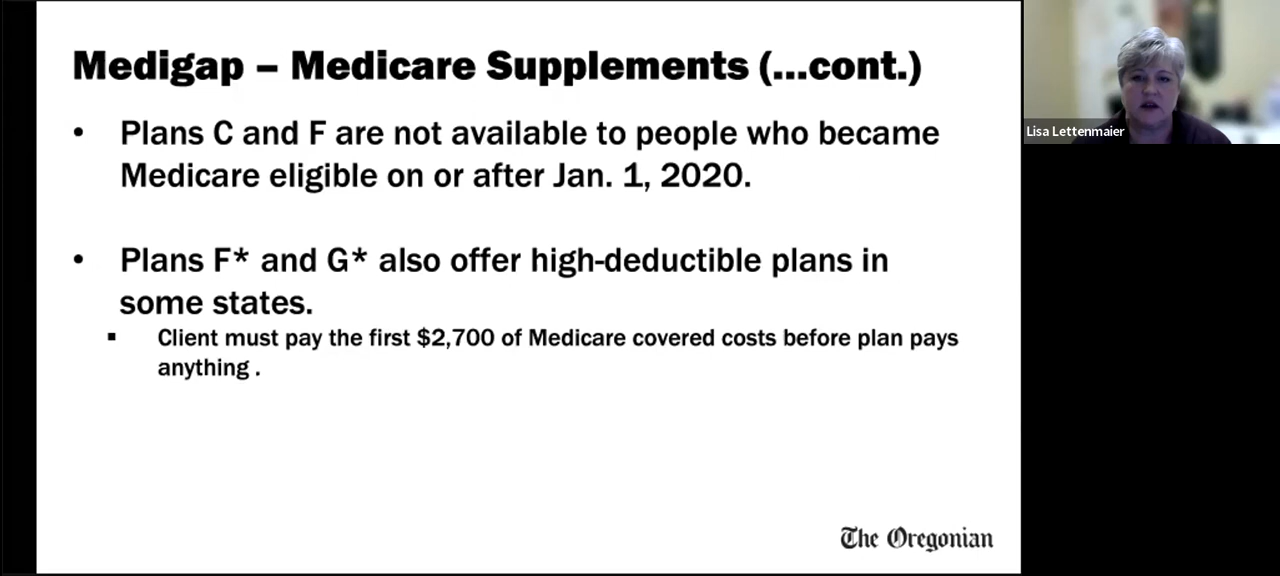 Medigap – Medicare Supplements (...cont.)
• Plans C and F are not available to people who became
Medicare eligible on or after Jan. 1, 2020.
• Plans F* and G* also offer high-deductible plans in
some states.
▪ Client must pay the first $2,700 of Medicare covered costs before plan pays
anything .
The Oregonian
Lisa Lettenmaier